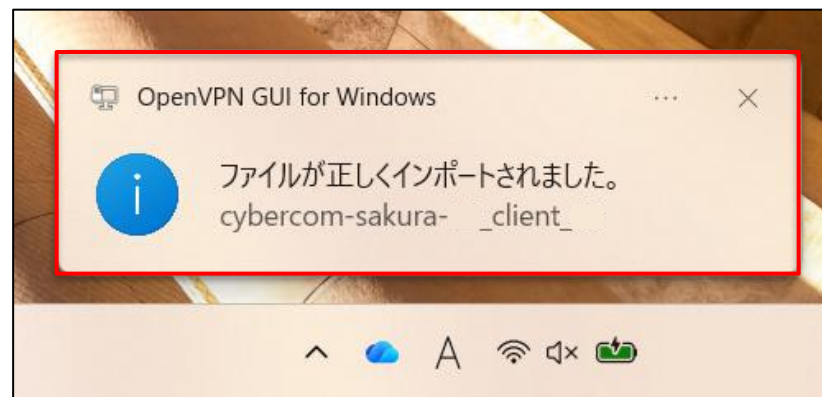 OpenVPN GUI for Windows
ファイルが正しくインポートされました。
cybercom-sakura- _client_
A